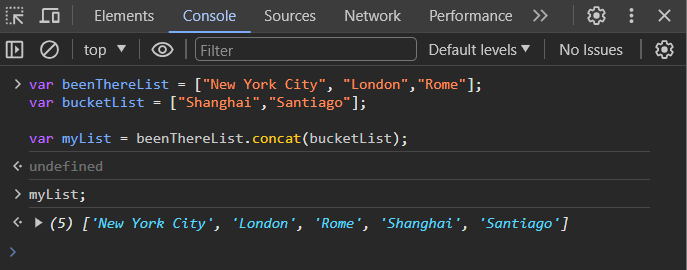 Elements Console Sources Network Performance
top Filter Default levels No Issues
var beenThereList = ["New York City", "London","Rome"];
var bucketList = ["Shanghai","Santiago"];
var myList = beenThereList.concat(bucketList);
undefined
myList;
(5) ['New York City', 'London', 'Rome', 'Shanghai', 'Santiago']